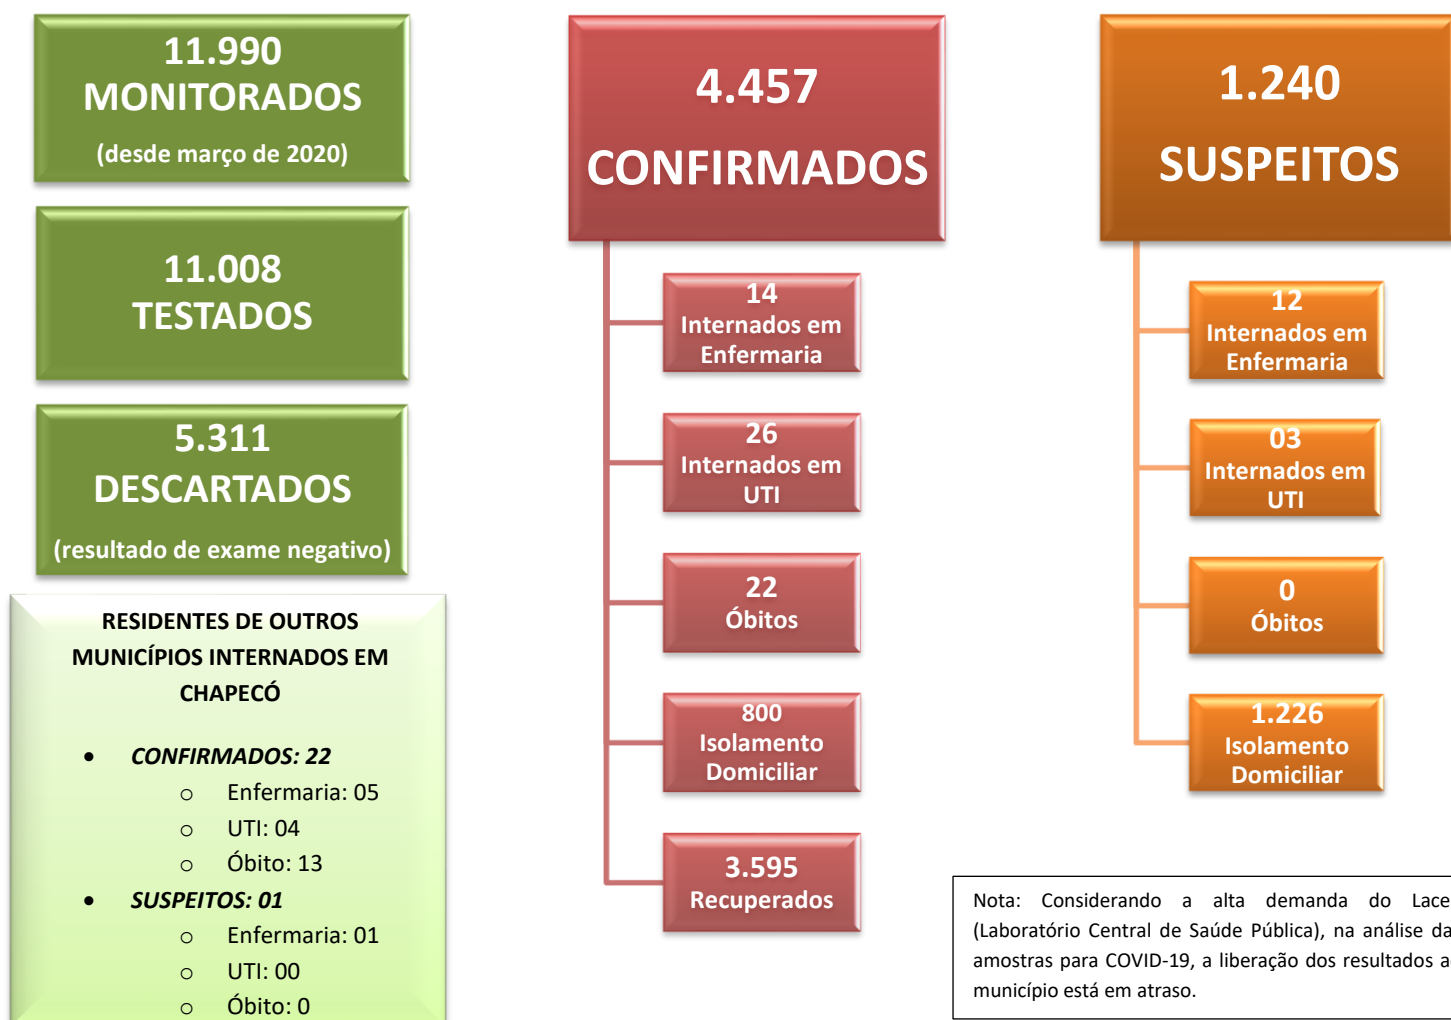 11.990
MONITORADOS
(desde março de 2020)
11.008
TESTADOS
5.311
DESCARTADOS
(resultado de exame negativo)
RESIDENTES DE OUTROS
MUNICÍPIOS INTERNADOS EM
CHAPECÓ
• CONFIRMADOS: 22
o Enfermaria: 05
o UTI: 04
o Óbito: 13
• SUSPEITOS: 01
o Enfermaria: 01
o UTI: 00
o Óbito: 0
4.457
CONFIRMADOS
14
Internados em
Enfermaria
26
Internados em
UTI
22
Óbitos
800
Isolamento
Domiciliar
3.595
Recuperados
1.240
SUSPEITOS
12
Internados em
Enfermaria
03
Internados em
UTI
0
Óbitos
1.226
Isolamento
Domiciliar
Nota: Considerando a alta demanda do Lace
(Laboratório Central de Saúde Pública), na análise da
amostras para COVID-19, a liberação dos resultados a
município está em atraso.